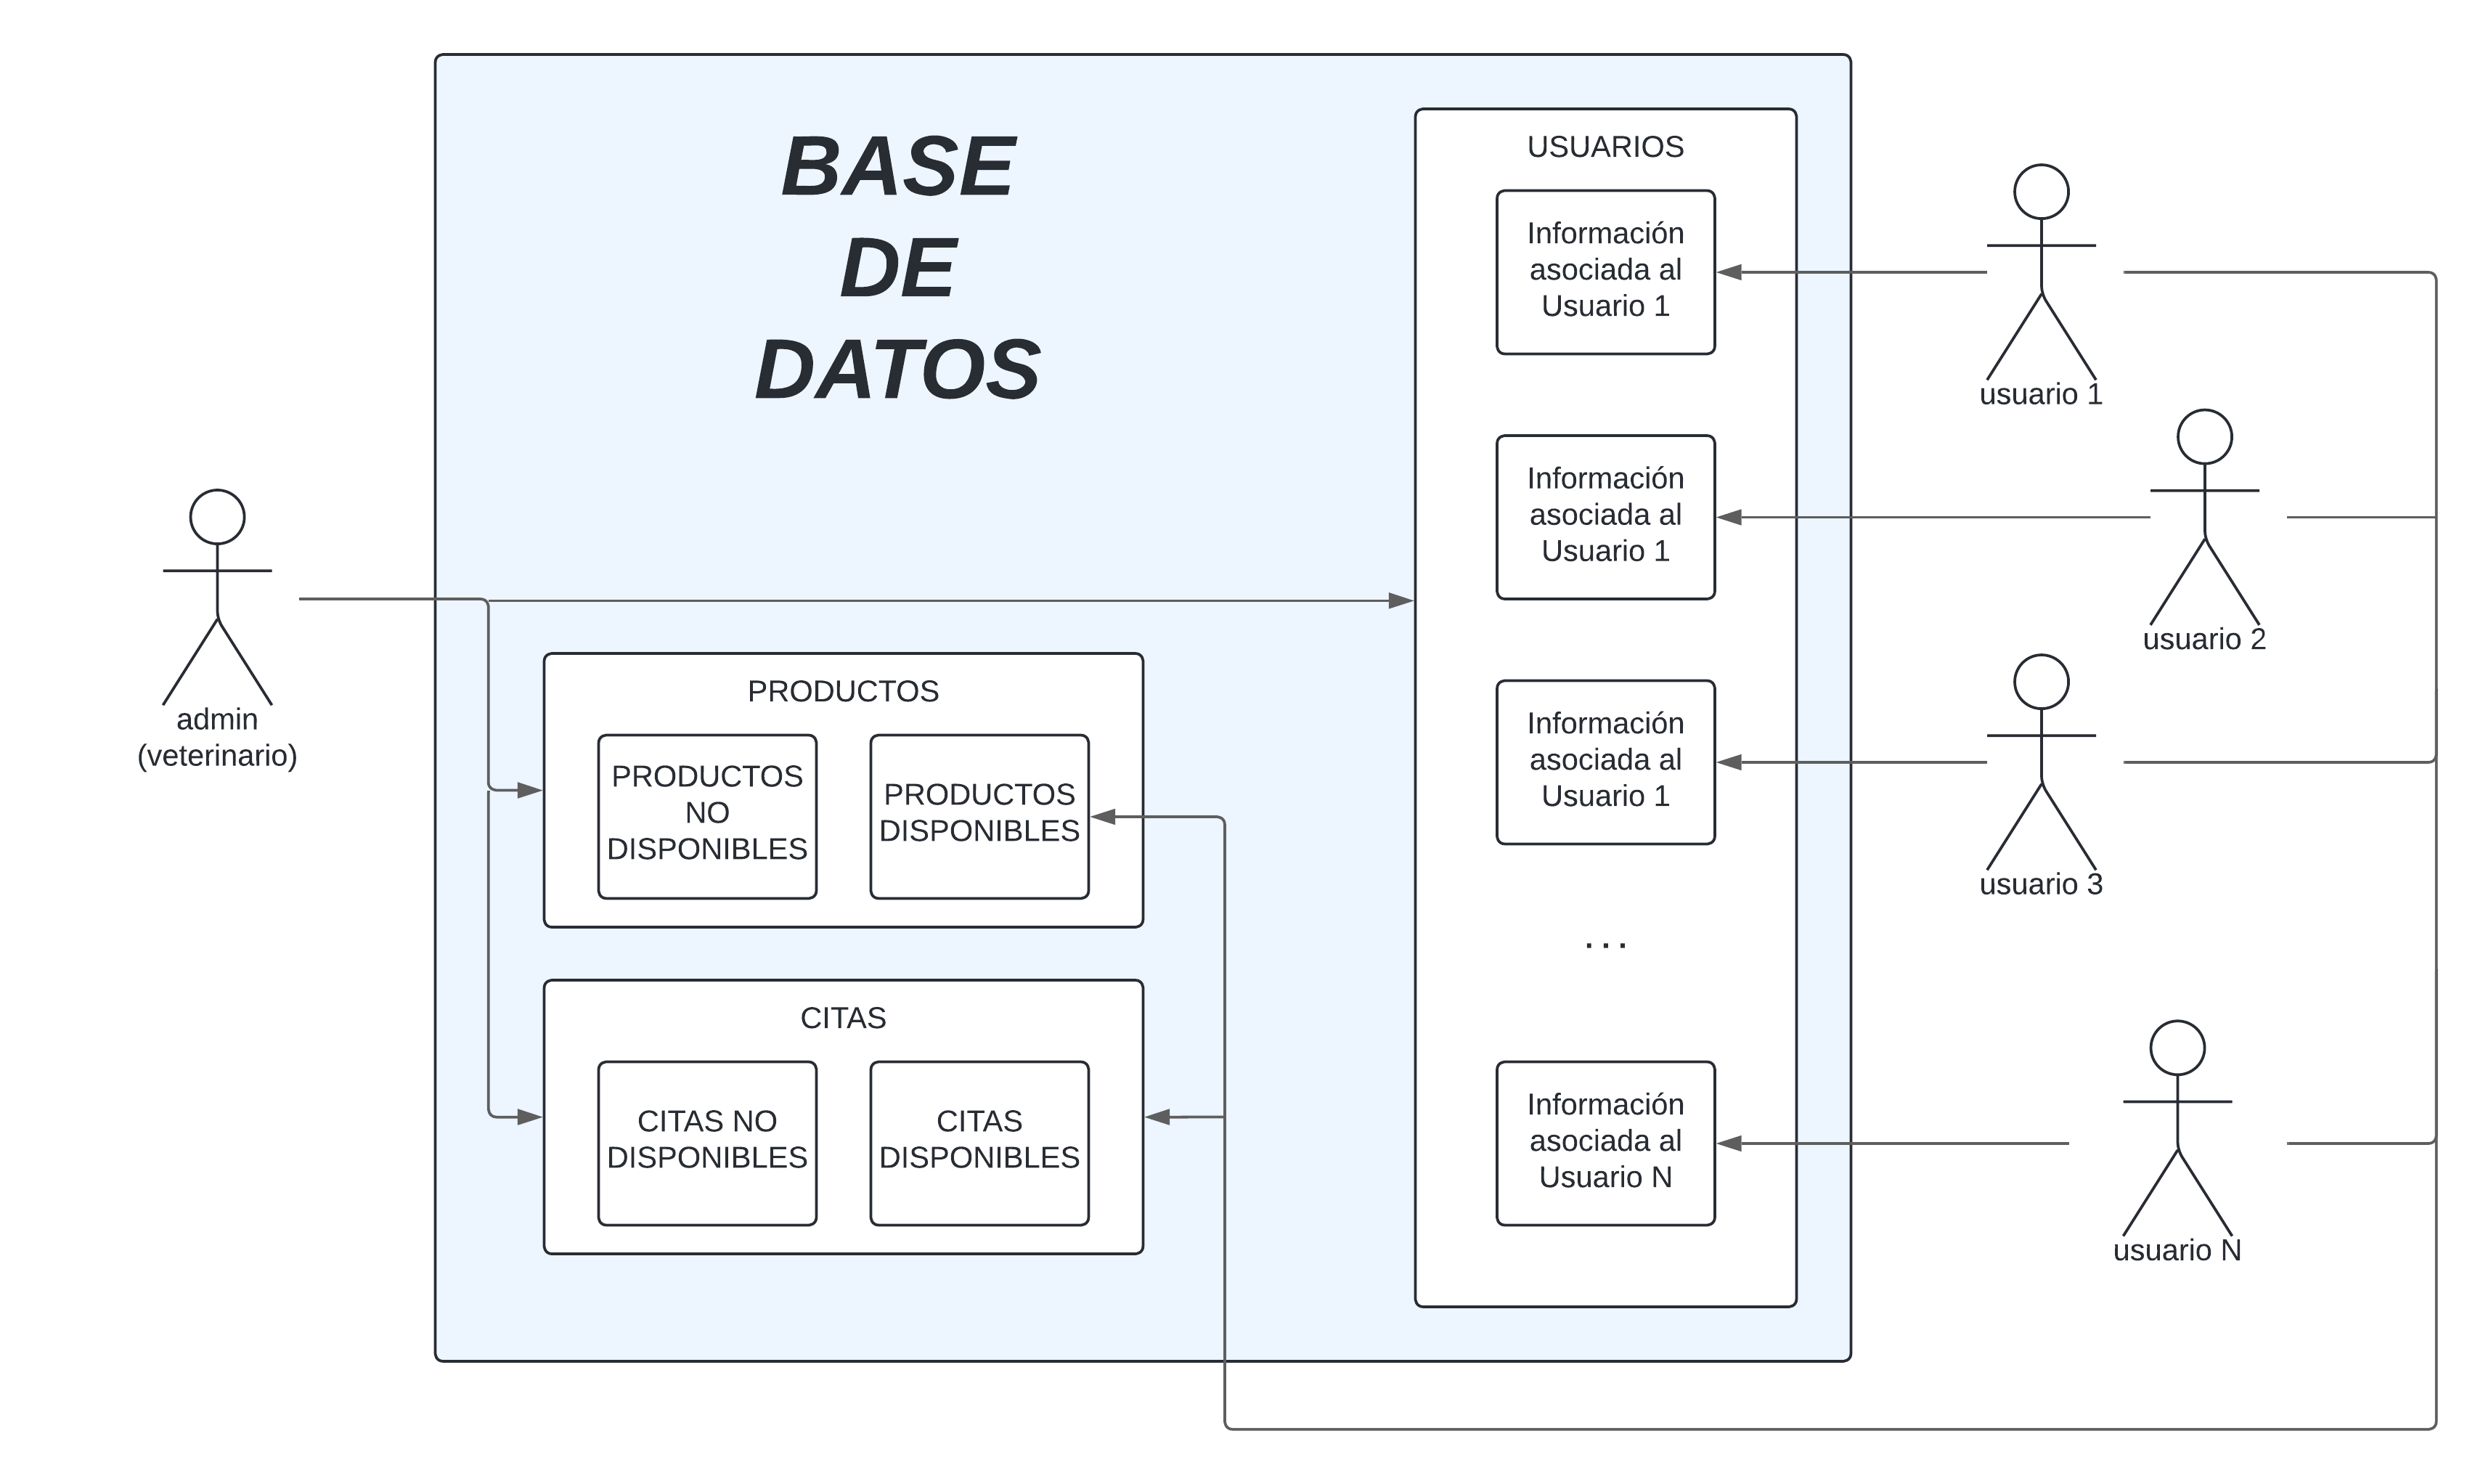 BASE
DE
DATOS
USUARIOS
Información
asociada al
Usuario 1
usuario 1
Información
asociada al
Usuario 1
usuario 2
admin
(veterinario)
PRODUCTOS
PRODUCTOS
NO
DISPONIBLES
PRODUCTOS
DISPONIBLES
Información
asociada al
Usuario 1
usuario 3
...
CITAS
CITAS NO
DISPONIBLES
CITAS
DISPONIBLES
Información
asociada al
Usuario N
usuario N